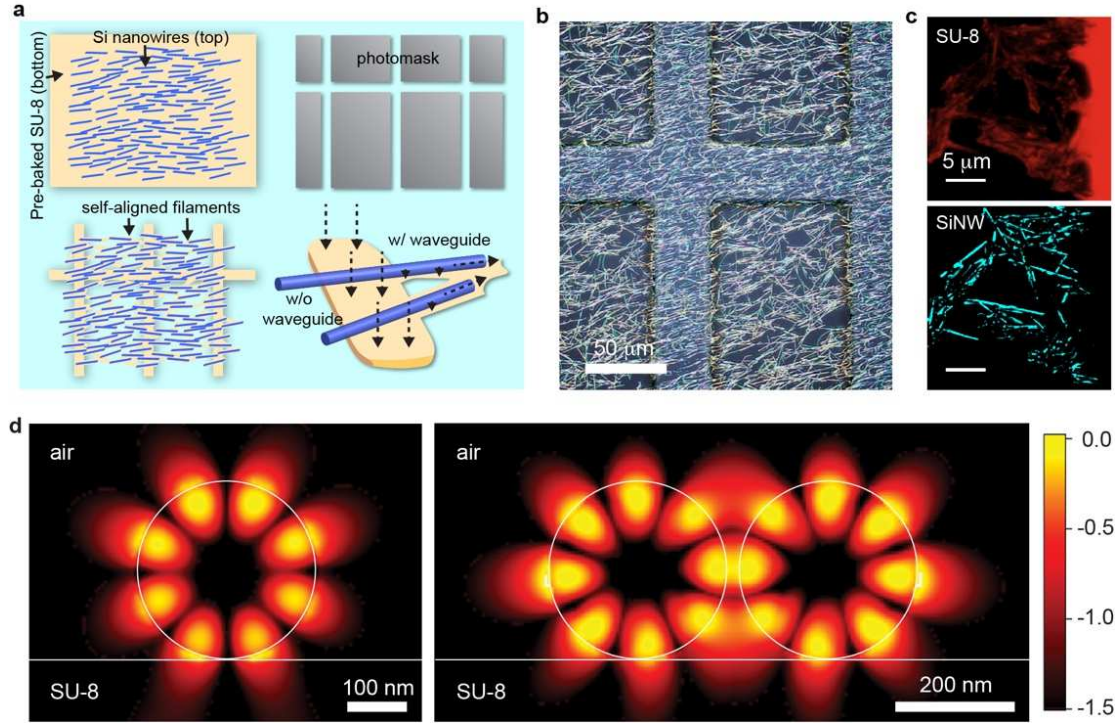 a
Si nanowires (top)
Pre-baked SU-8 (bottom)
photomask
self-aligned filaments
w/ waveguide
w/o
waveguide
b
50 μm
c
SU-8
5 μm
SiNW
d
air
SU-8
100 nm
air
SU-8
200 nm
0.0
-0.5
-1.0
-1.5